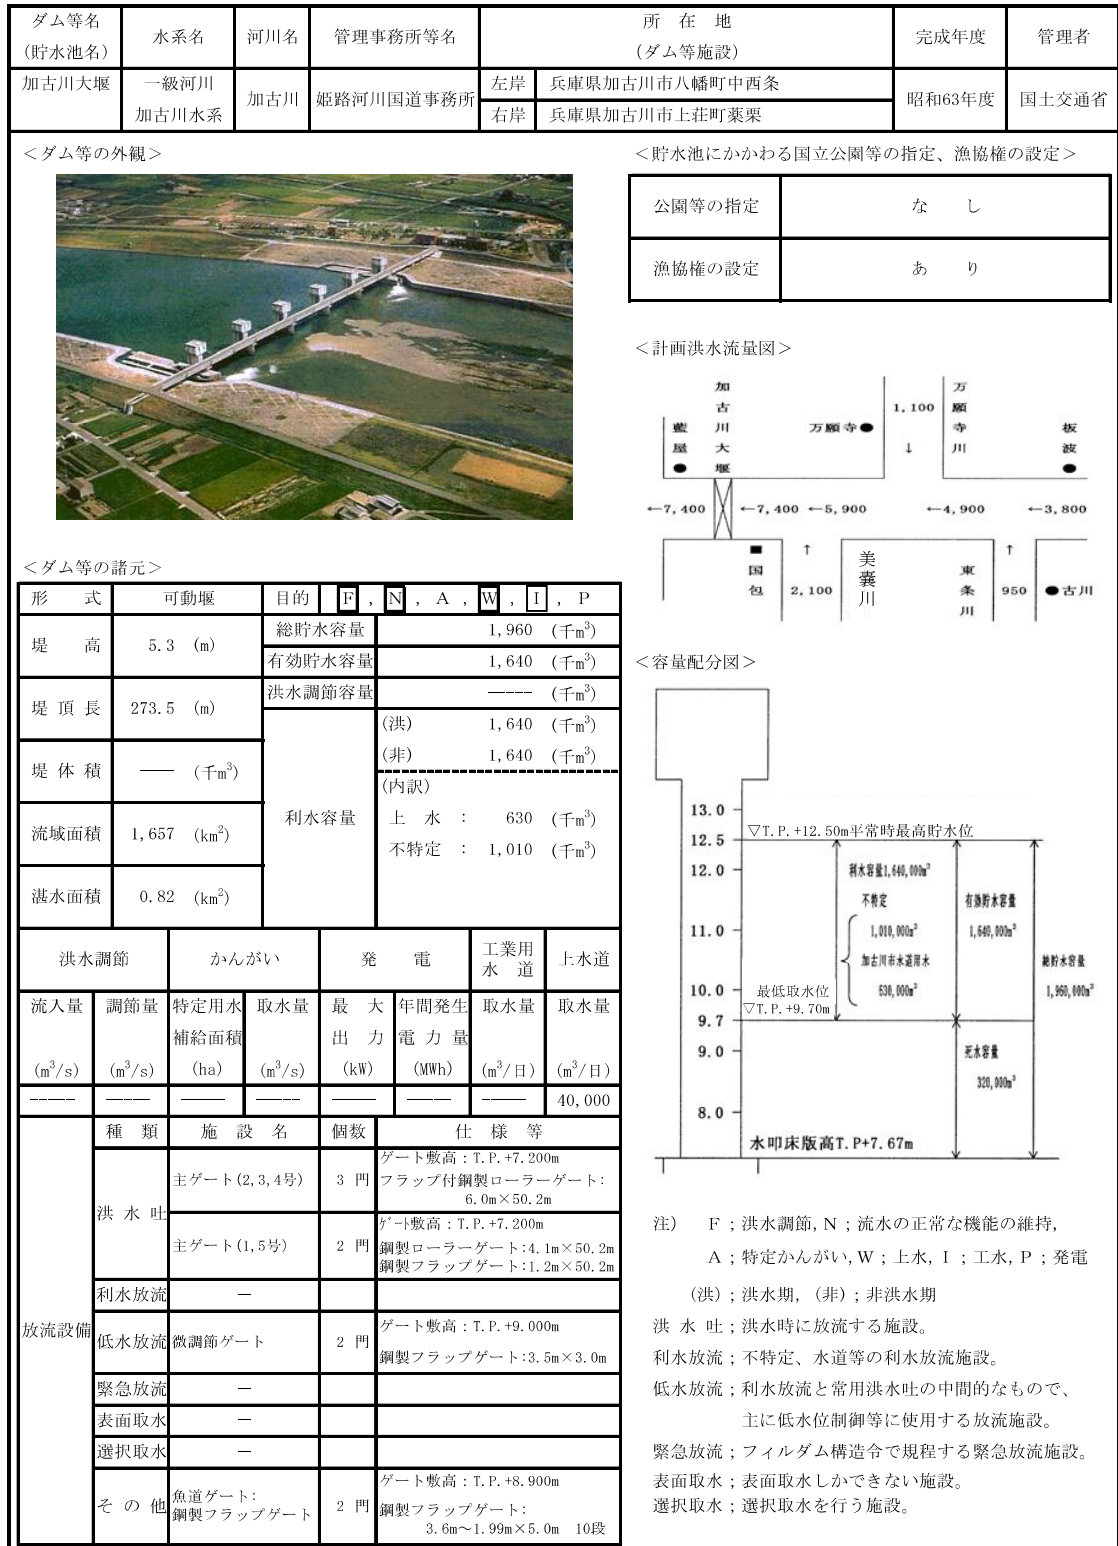 ダム等名 水系名 河川名 管理事務所等名 所 在 地 完成年度 管理者
(貯水池名) (ダム等施設)
加古川大堰 一級河川 加古川 姫路河川国道事務所 左岸 兵庫県加古川市八幡町中西条 昭和63年度 国土交通省
加古川水系 右岸 兵庫県加古川市上荘町薬栗
<ダム等の外観>
<貯水池にかかわる国立公園等の指定、漁協権の設定>
公園等の指定 な し
漁協権の設定 あ り
<計画洪水流量図>
加古川大堰
万願寺川
1,100
↓
藍屋●
万願寺●
板波●
←7,400 ←7,400 ←5,900 ←4,900 ←3,800
■国包
↑
2,100
美嚢川
東条川
↑
950
●古川
<ダム等の諸元>
形 式 可動堰 目的 F , N , A , W , I , P
堤 高 5.3 (m)
総貯水容量 1,960 (千m³)
有効貯水容量 1,640 (千m³)
堤 頂 長 273.5 (m)
洪水調節容量 ----- (千m³)
利水容量
(洪) 1,640 (千m³)
(非) 1,640 (千m³)
堤 体 積 ―― (千m³)
(内訳)
流域面積 1,657 (km²)
上 水 : 630 (千m³)
不特定 : 1,010 (千m³)
湛水面積 0.82 (km²)
洪水調節 かんがい 発 電 工業用水道 上水道
流入量 調節量 特定用水 取水量 最 大 年間発生 取水量 取水量
補給面積 出 力 電 力 量
(m³/s) (m³/s) (ha) (m³/s) (kW) (MWh) (m³/日) (m³/日)
----- ----- ----- ----- ----- ----- ----- 40,000
放流設備
種 類 施 設 名 個数 仕 様 等
洪 水 吐
主ゲート(2,3,4号) 3 門
ゲート敷高：T.P.+7.200m
フラップ付鋼製ローラーゲート：
6.0m×50.2m
主ゲート(1,5号) 2 門
ゲート敷高：T.P.+7.200m
鋼製ローラーゲート:4.1m×50.2m
鋼製フラップゲート:1.2m×50.2m
利水放流 －
低水放流 微調節ゲート 2 門
ゲート敷高：T.P.+9.000m
鋼製フラップゲート:3.5m×3.0m
緊急放流 －
表面取水 －
選択取水 －
そ の 他
魚道ゲート：
鋼製フラップゲート
2 門
ゲート敷高：T.P.+8.900m
鋼製フラップゲート：
3.6m～1.99m×5.0m 10段
<容量配分図>
13.0
▽T.P.+12.50m平常時最高貯水位
12.5
12.0
利水容量1,640,000m³
不特定
1,010,000m³
加古川市水道用水
630,000m³
有効貯水容量
1,640,000m³
総貯水容量
1,960,000m³
11.0
10.0
最低取水位
▽T.P.+9.70m
9.7
9.0
死水容量
320,000m³
8.0
水叩床版高T.P+7.67m
注) F；洪水調節, N；流水の正常な機能の維持,
A；特定かんがい, W；上水, I；工水, P；発電
(洪)；洪水期, (非)；非洪水期
洪 水 吐；洪水時に放流する施設。
利水放流；不特定、水道等の利水放流施設。
低水放流；利水放流と常用洪水吐の中間的なもので、
主に低水位制御等に使用する放流施設。
緊急放流；フィルダム構造令で規程する緊急放流施設。
表面取水；表面取水しかできない施設。
選択取水；選択取水を行う施設。